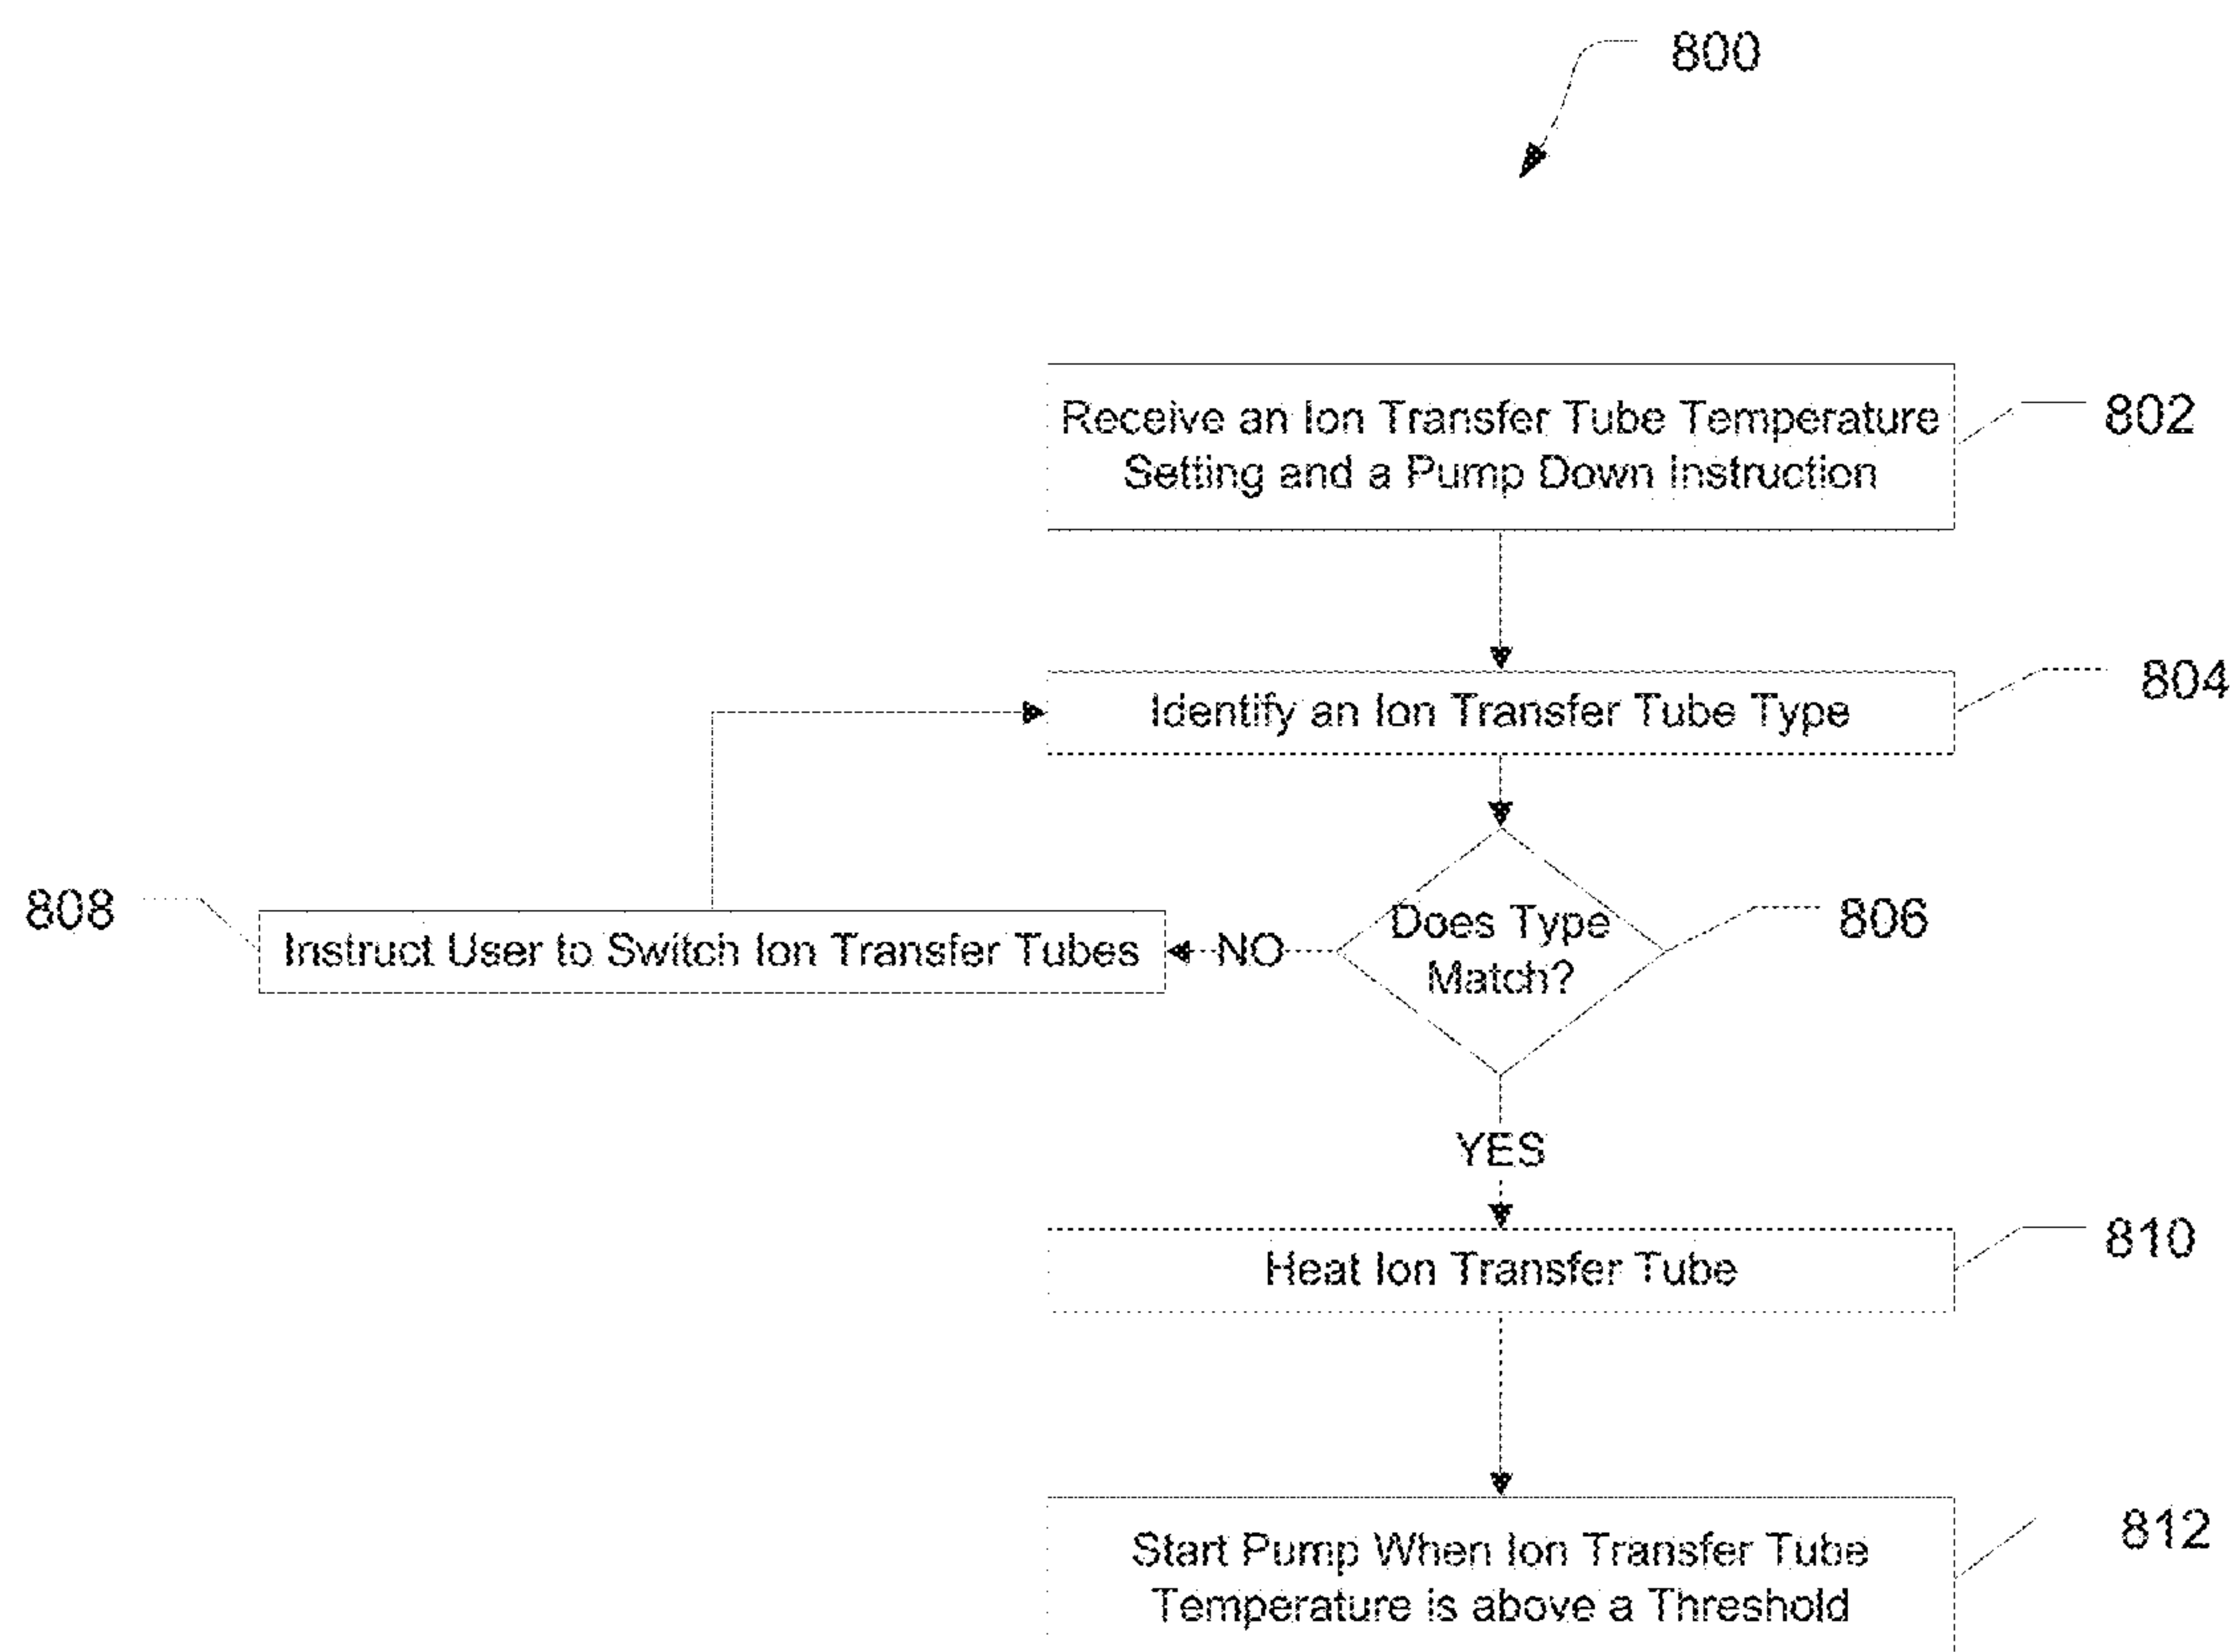 800
Receive an Ion Transfer Tube Temperature
Setting and a Pump Down Instruction
802
Identify an Ion Transfer Tube Type
804
Does Type
Match?
806
NO
808
Instruct User to Switch Ion Transfer Tubes
YES
Heat Ion Transfer Tube
810
Start Pump When Ion Transfer Tube
Temperature is above a Threshold
812